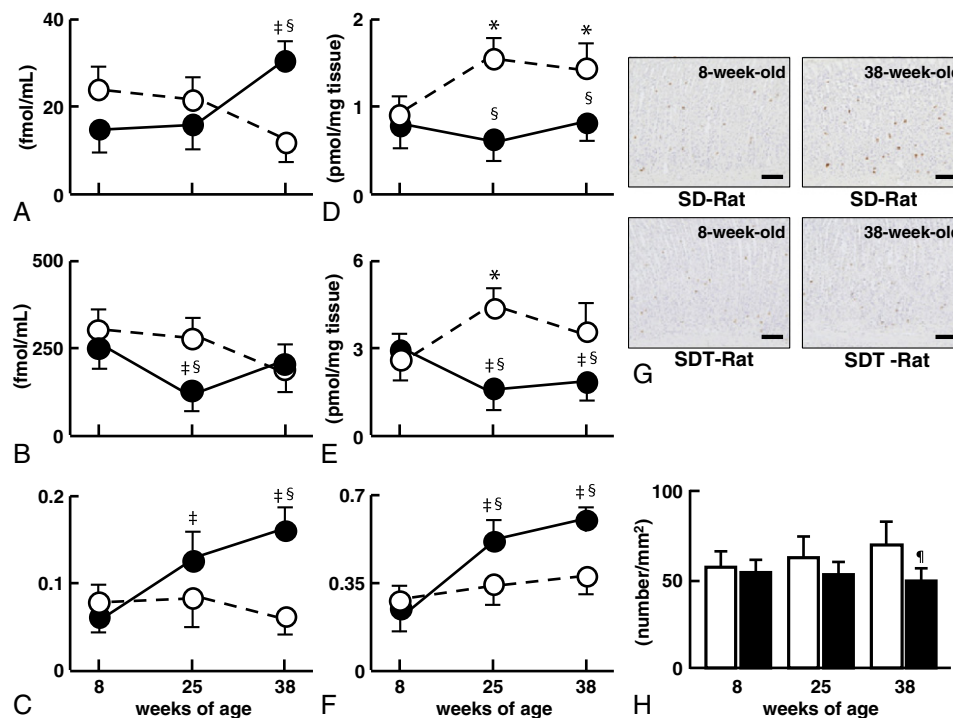 40
20
0
(fmol/mL)
‡ §
A
2
1
0
(pmol/mg tissue)
*
*
§
§
D
8-week-old
38-week-old
SD-Rat
SD-Rat
8-week-old
38-week-old
SDT-Rat
SDT -Rat
G
500
250
0
(fmol/mL)
‡ §
B
6
3
0
(pmol/mg tissue)
*
‡ §
‡ §
E
0.2
0.1
0
‡
‡ §
8
25
38
C
weeks of age
0.7
0.35
0
‡ §
‡ §
8
25
38
F
weeks of age
100
50
0
(number/mm²)
¶
8
25
38
H
weeks of age